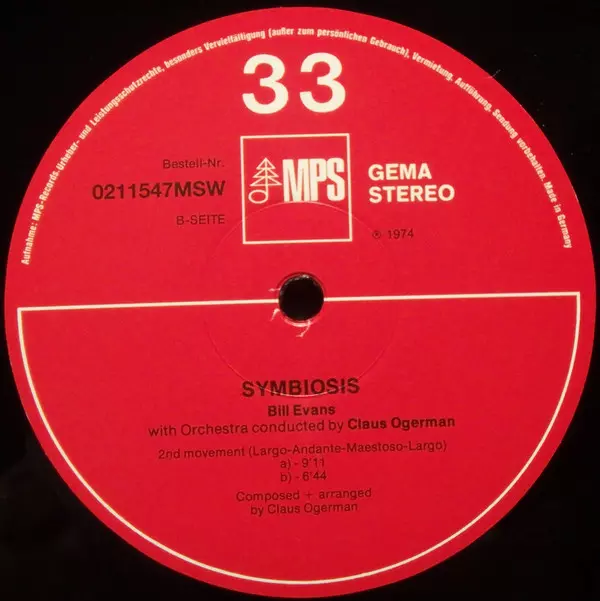 Aufnahme: MPS-Records. Urheber- und Leistungsschutzrechte, besonders Vervielfältigung (außer zum persönlichen Gebrauch), Vermietung, Aufführung, Sendung vorbehalten. Made in Germany
33
Bestell-Nr.
0211547MSW
B-SEITE
MPS
GEMA
STEREO
℗ 1974
SYMBIOSIS
Bill Evans
with Orchestra conducted by Claus Ogerman
2nd movement (Largo-Andante-Maestoso-Largo)
a) - 9'11
b) - 6'44
Composed + arranged
by Claus Ogerman